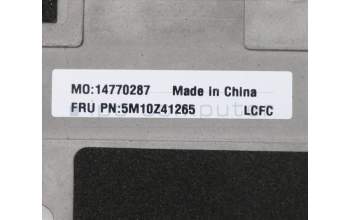 MO:14770287 Made in China
FRU PN:5M10Z41265 LCFC